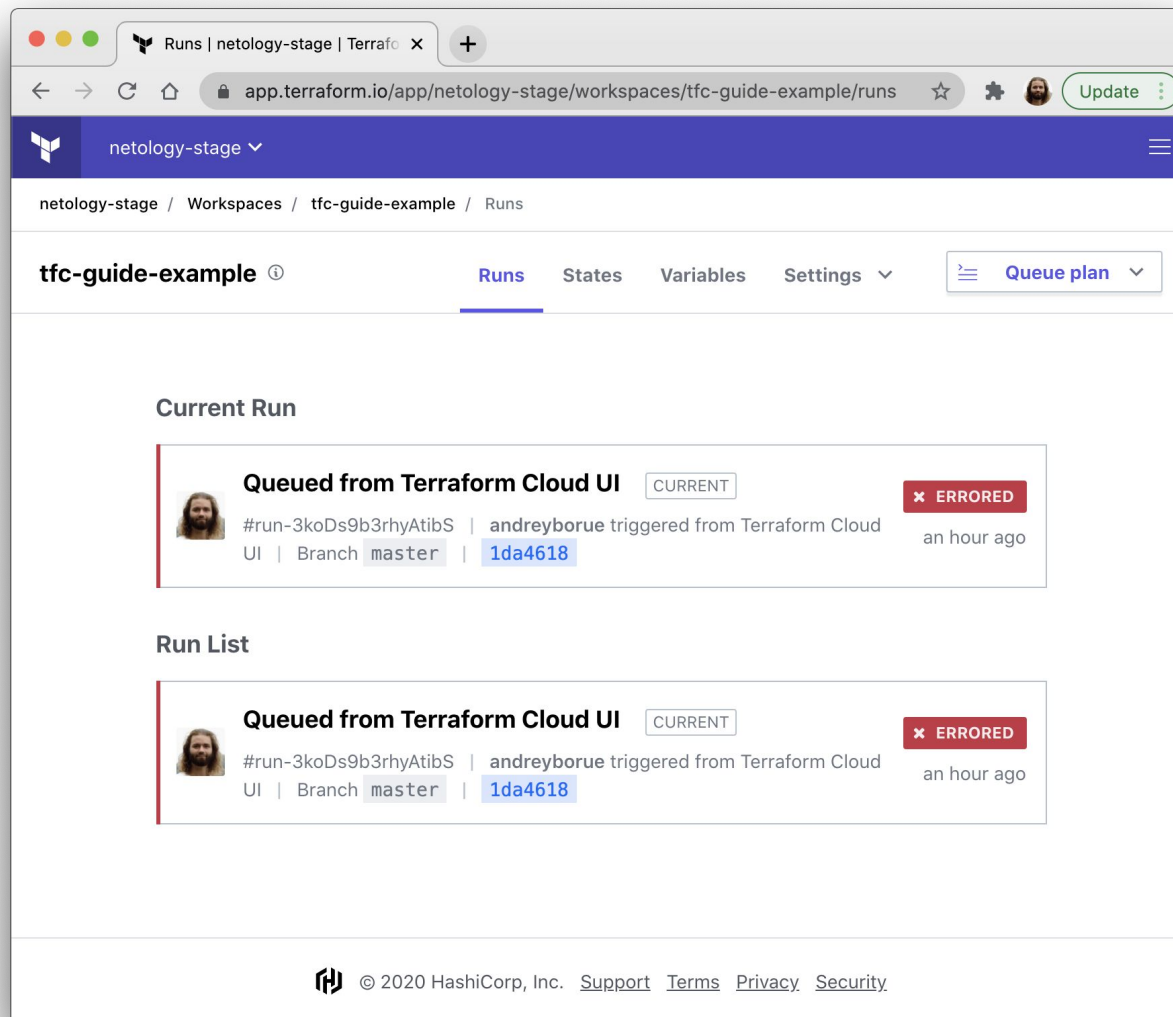 Runs | netology-stage | Terrafo
app.terraform.io/app/netology-stage/workspaces/tfc-guide-example/runs
Update
netology-stage
netology-stage / Workspaces / tfc-guide-example / Runs
tfc-guide-example
Runs States Variables Settings
Queue plan
Current Run
Queued from Terraform Cloud UI CURRENT
ERRORED
#run-3koDs9b3rhyAtibS | andreyborue triggered from Terraform Cloud
UI | Branch master | 1da4618
an hour ago
Run List
Queued from Terraform Cloud UI CURRENT
ERRORED
#run-3koDs9b3rhyAtibS | andreyborue triggered from Terraform Cloud
UI | Branch master | 1da4618
an hour ago
© 2020 HashiCorp, Inc. Support Terms Privacy Security